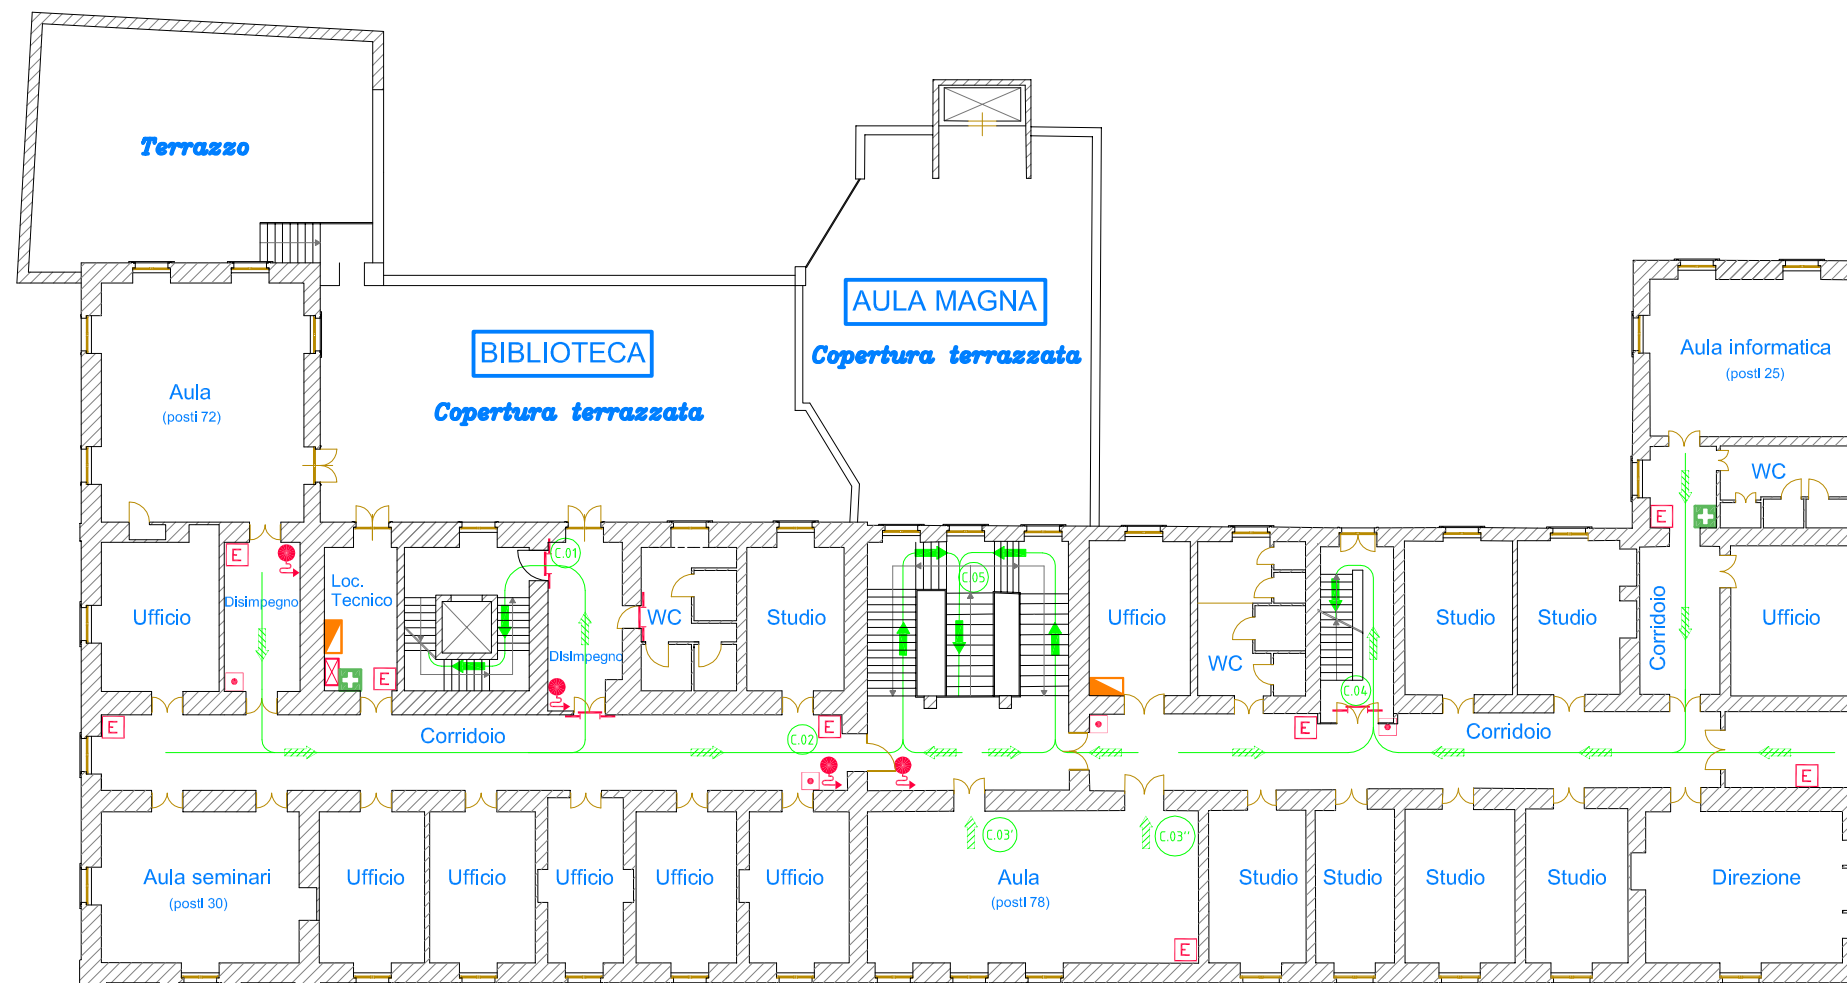 Terrazzo
AULA MAGNA
Copertura terrazzata
BIBLIOTECA
Copertura terrazzata
Aula informatica
(posti 25)
Aula
(posti 72)
WC
E
E
C.01
C.05
Loc.
Tecnico
Disimpegno
Ufficio
WC
Studio
Ufficio
Studio
Studio
Corridoio
Ufficio
Disimpegno
WC
E
C.04
E
E
E
Corridoio
C.02
Corridoio
E
C.03'
C.03''
Aula seminari
(posti 30)
Ufficio
Ufficio
Ufficio
Ufficio
Ufficio
Aula
(posti 78)
Studio
Studio
Studio
Studio
Direzione
E